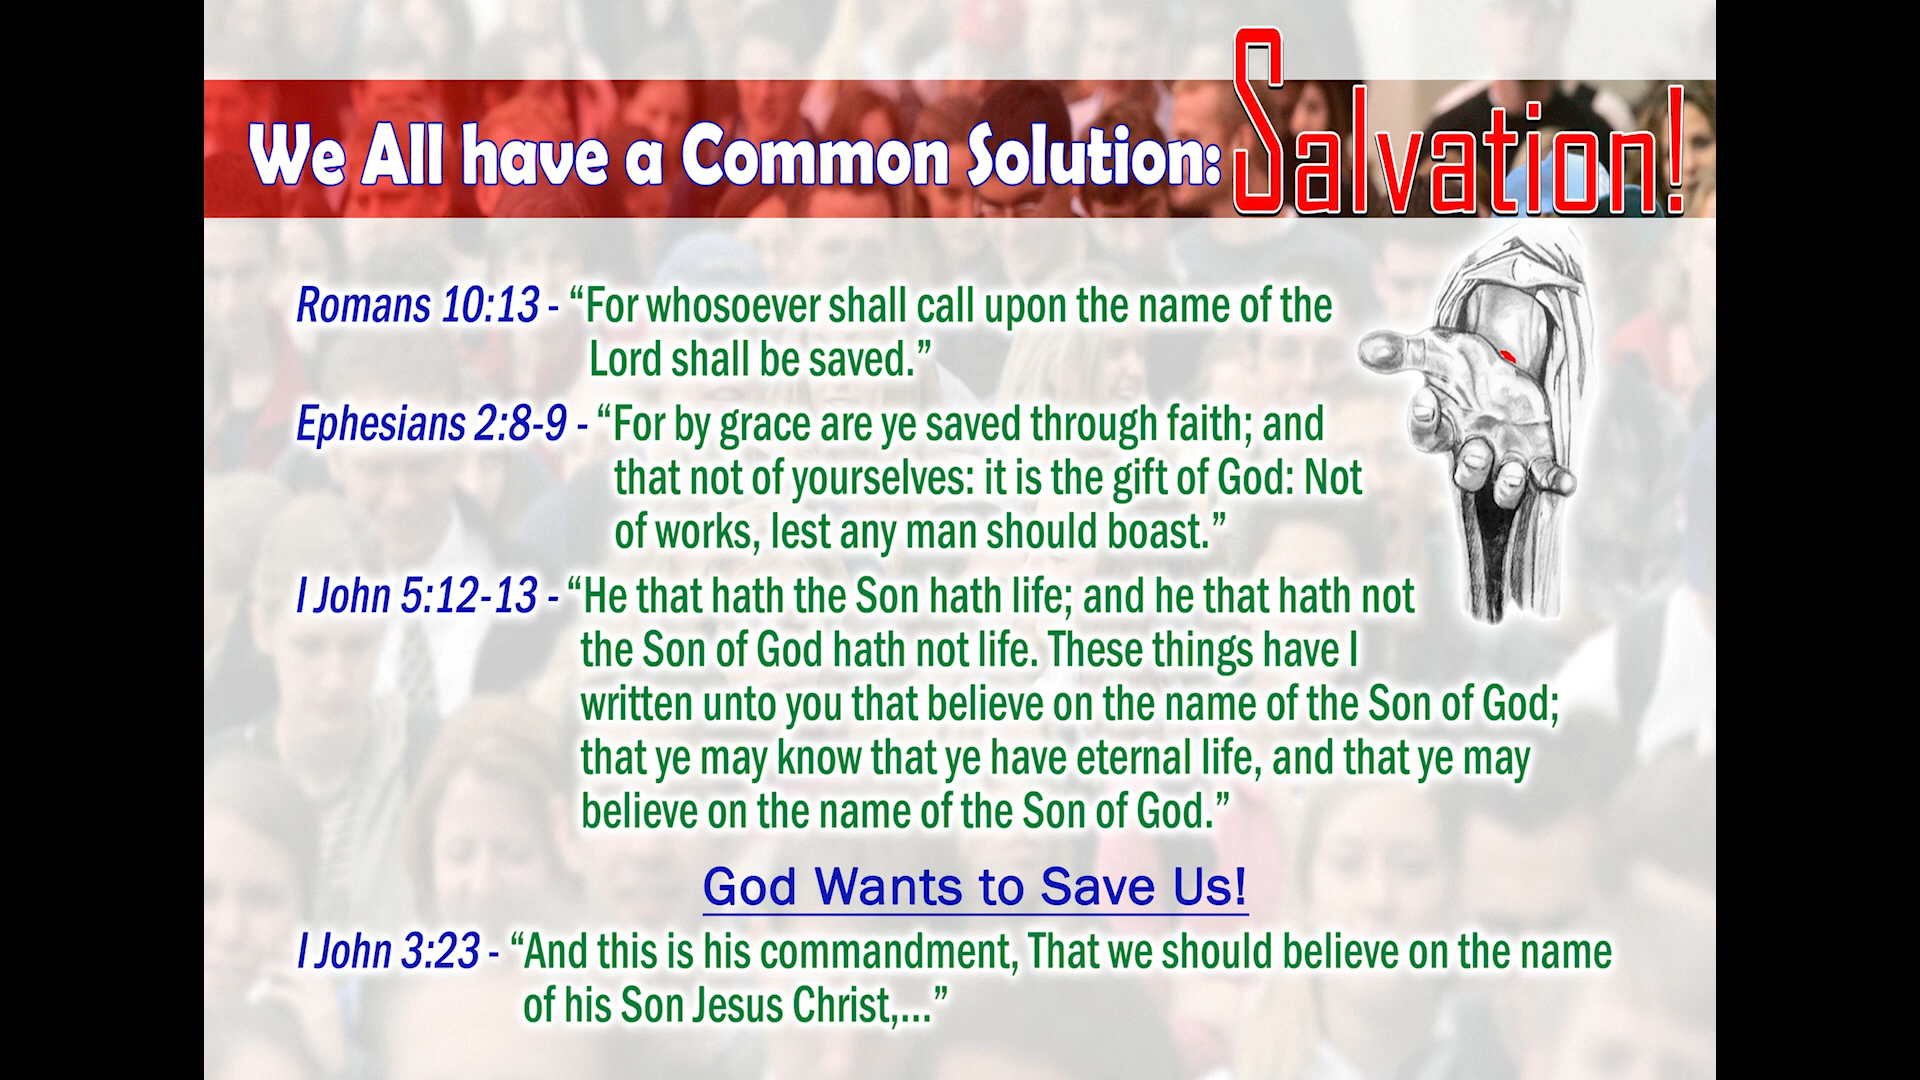 We All have a Common Solution: Salvation!
Romans 10:13 - “For whosoever shall call upon the name of the
Lord shall be saved.”
Ephesians 2:8-9 - “For by grace are ye saved through faith; and
that not of yourselves: it is the gift of God: Not
of works, lest any man should boast.”
I John 5:12-13 - “He that hath the Son hath life; and he that hath not
the Son of God hath not life. These things have I
written unto you that believe on the name of the Son of God;
that ye may know that ye have eternal life, and that ye may
believe on the name of the Son of God.”
God Wants to Save Us!
I John 3:23 - “And this is his commandment, That we should believe on the name
of his Son Jesus Christ,...”